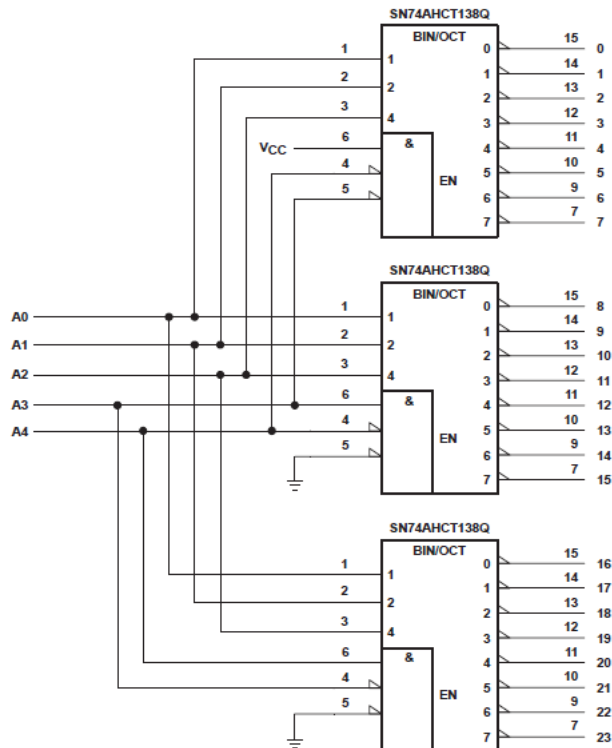 SN74AHCT138Q
BIN/OCT
1 1 0 15 0
2 2 1 14 1
3 4 2 13 2
3 12 3
VCC 6 & 4 11 4
4 5 10 5
5 EN 6 9 6
7 7 7
SN74AHCT138Q
BIN/OCT
A0 1 1 0 15 8
A1 2 2 1 14 9
A2 3 4 2 13 10
3 12 11
A3 6 & 4 11 12
A4 4 5 10 13
5 EN 6 9 14
7 7 15
SN74AHCT138Q
BIN/OCT
1 1 0 15 16
2 2 1 14 17
3 4 2 13 18
3 12 19
6 & 4 11 20
4 5 10 21
5 EN 6 9 22
7 7 23